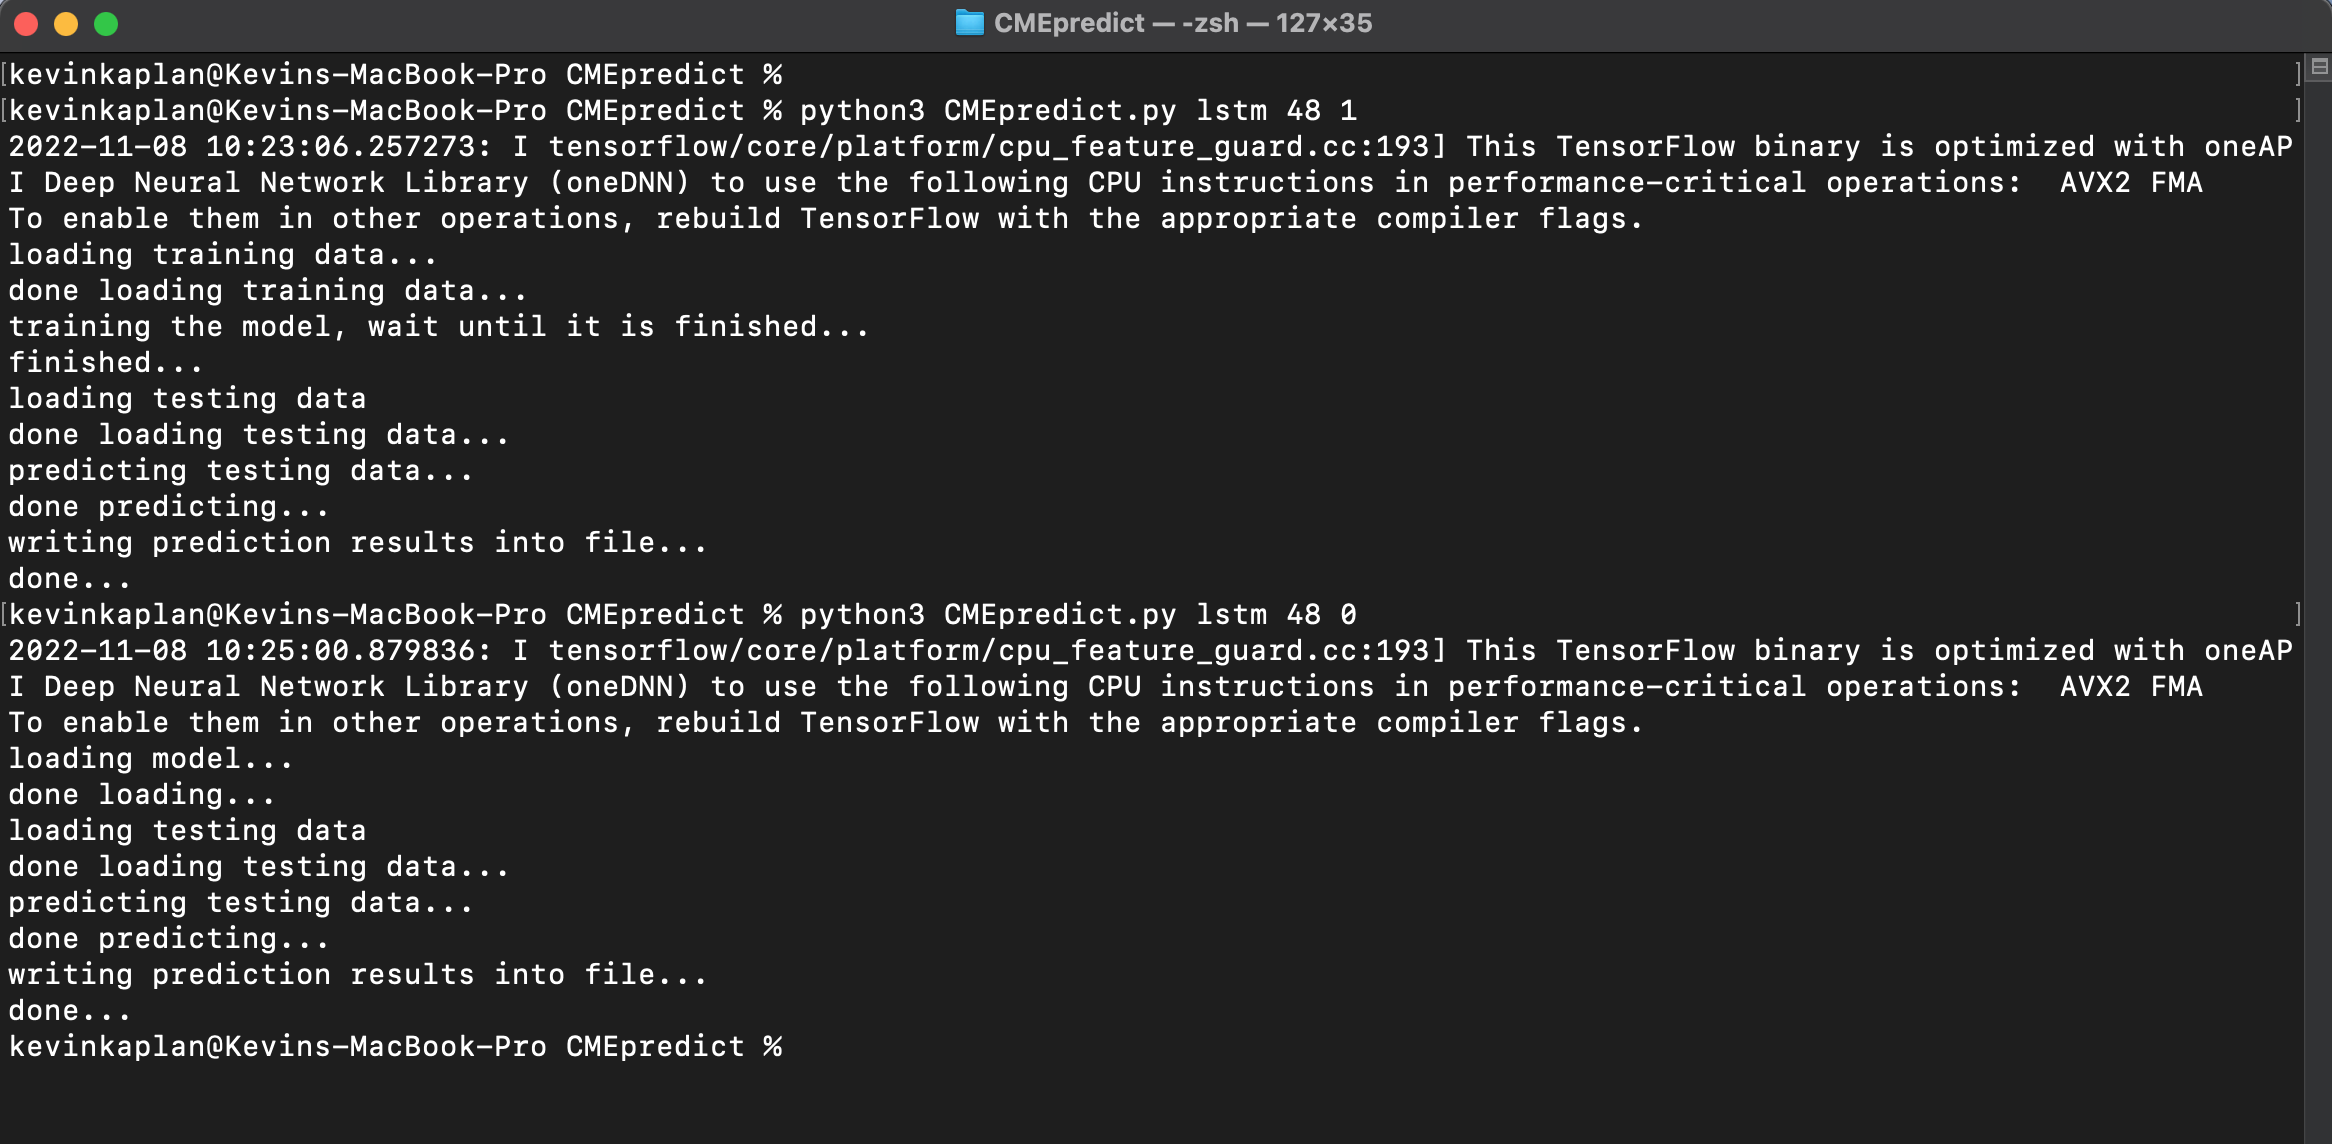 CMEpredict — -zsh — 127×35
[kevinkaplan@Kevins-MacBook-Pro CMEpredict % ]
[kevinkaplan@Kevins-MacBook-Pro CMEpredict % python3 CMEpredict.py lstm 48 1 ]
2022-11-08 10:23:06.257273: I tensorflow/core/platform/cpu_feature_guard.cc:193] This TensorFlow binary is optimized with oneAP
I Deep Neural Network Library (oneDNN) to use the following CPU instructions in performance-critical operations:  AVX2 FMA
To enable them in other operations, rebuild TensorFlow with the appropriate compiler flags.
loading training data...
done loading training data...
training the model, wait until it is finished...
finished...
loading testing data
done loading testing data...
predicting testing data...
done predicting...
writing prediction results into file...
done...
[kevinkaplan@Kevins-MacBook-Pro CMEpredict % python3 CMEpredict.py lstm 48 0 ]
2022-11-08 10:25:00.879836: I tensorflow/core/platform/cpu_feature_guard.cc:193] This TensorFlow binary is optimized with oneAP
I Deep Neural Network Library (oneDNN) to use the following CPU instructions in performance-critical operations:  AVX2 FMA
To enable them in other operations, rebuild TensorFlow with the appropriate compiler flags.
loading model...
done loading...
loading testing data
done loading testing data...
predicting testing data...
done predicting...
writing prediction results into file...
done...
kevinkaplan@Kevins-MacBook-Pro CMEpredict %